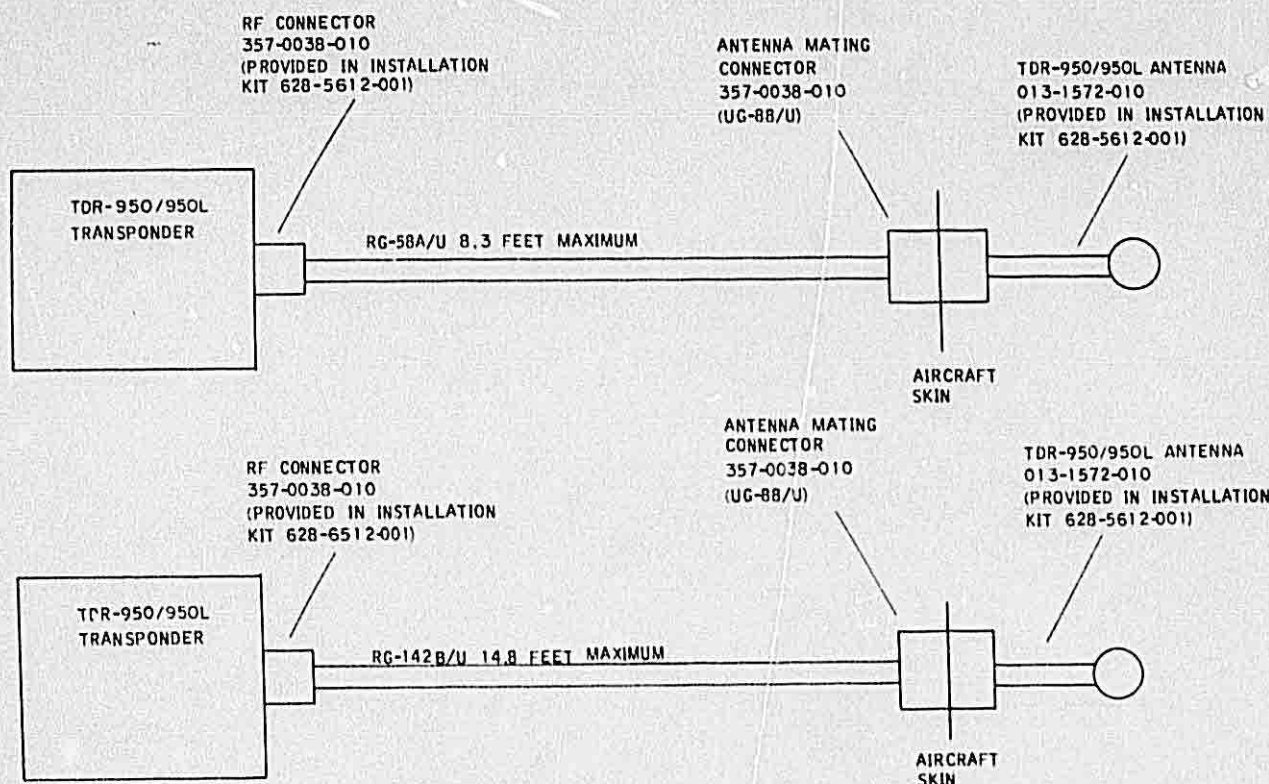 RF CONNECTOR
357-0038-010
(PROVIDED IN INSTALLATION
KIT 628-5612-001)
ANTENNA MATING
CONNECTOR
357-0038-010
(UG-88/U)
TDR-950/950L ANTENNA
013-1572-010
(PROVIDED IN INSTALLATION
KIT 628-5612-001)
TDR-950/950L
TRANSPONDER
RG-58A/U 8.3 FEET MAXIMUM
AIRCRAFT
SKIN
RF CONNECTOR
357-0038-010
(PROVIDED IN INSTALLATION
KIT 628-6512-001)
ANTENNA MATING
CONNECTOR
357-0038-010
(UG-88/U)
TDR-950/950L ANTENNA
013-1572-010
(PROVIDED IN INSTALLATION
KIT 628-5612-001)
TDR-950/950L
TRANSPONDER
RG-142B/U 14.8 FEET MAXIMUM
AIRCRAFT
SKIN